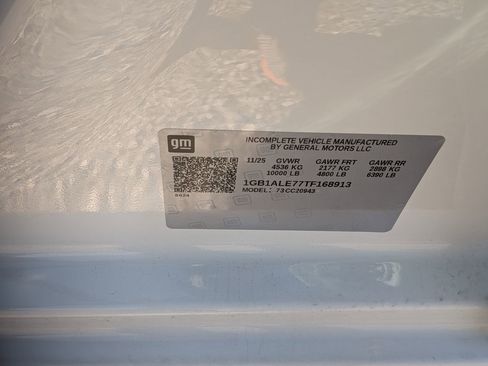 gm
INCOMPLETE VEHICLE MANUFACTURED
BY GENERAL MOTORS LLC
11/25 GVWR GAWR FRT GAWR RR
4536 KG 2177 KG 2898 KG
10000 LB 4800 LB 6390 LB
1GB1ALE77TF168913
MODEL: 73CC20943